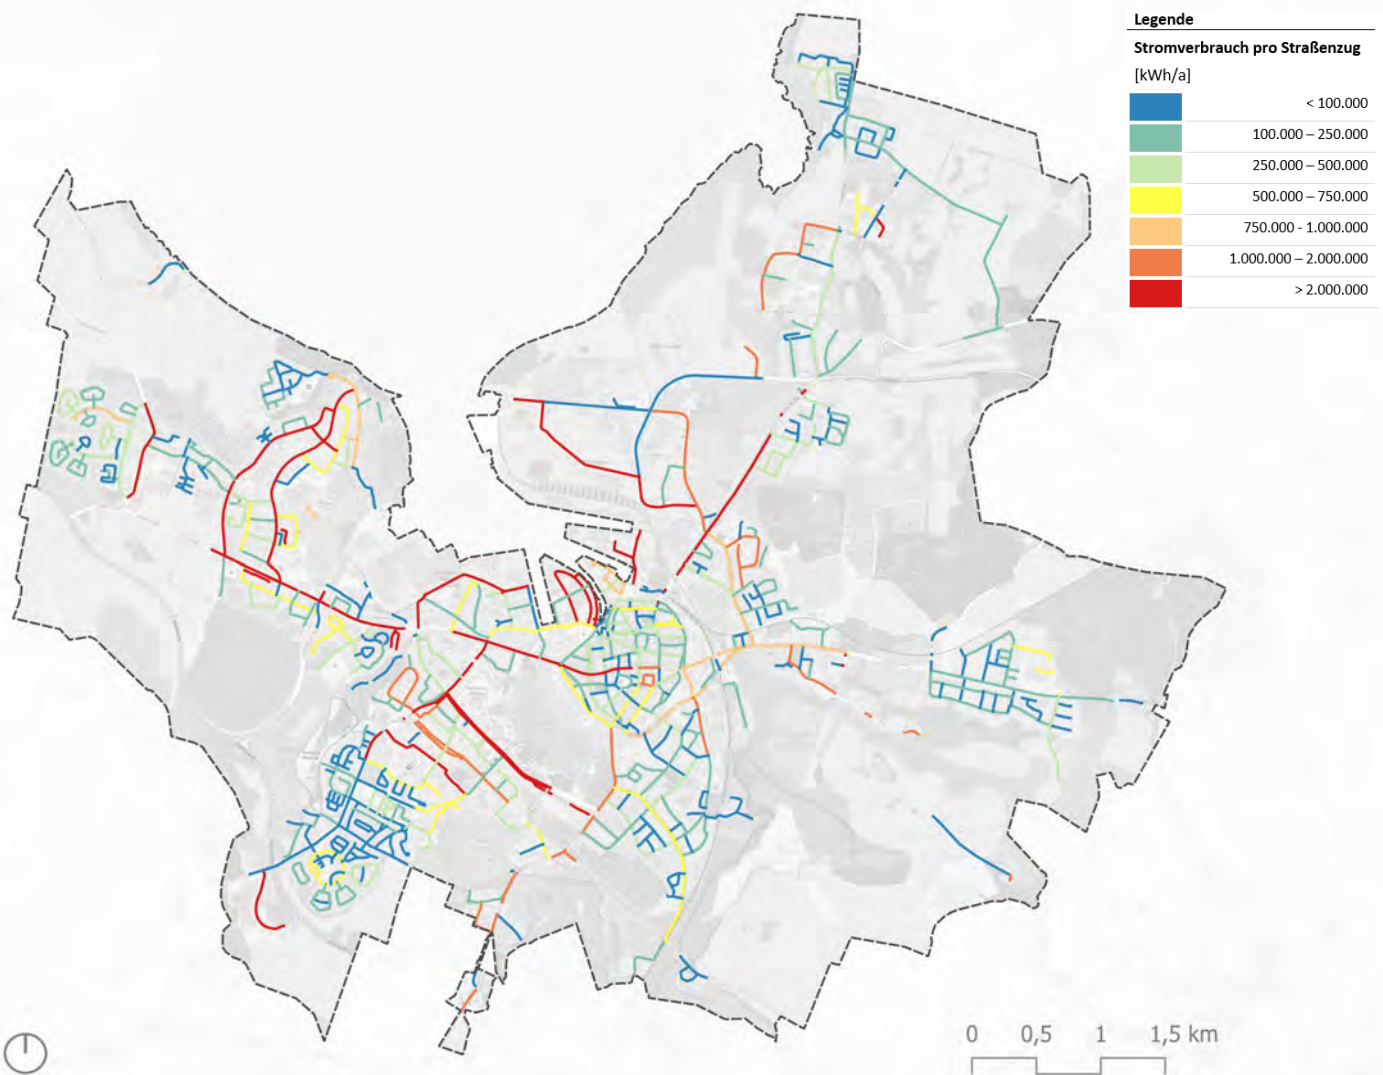 Legende
Stromverbrauch pro Straßenzug
[kWh/a]
< 100.000
100.000 – 250.000
250.000 – 500.000
500.000 – 750.000
750.000 - 1.000.000
1.000.000 – 2.000.000
> 2.000.000
0 0,5 1 1,5 km